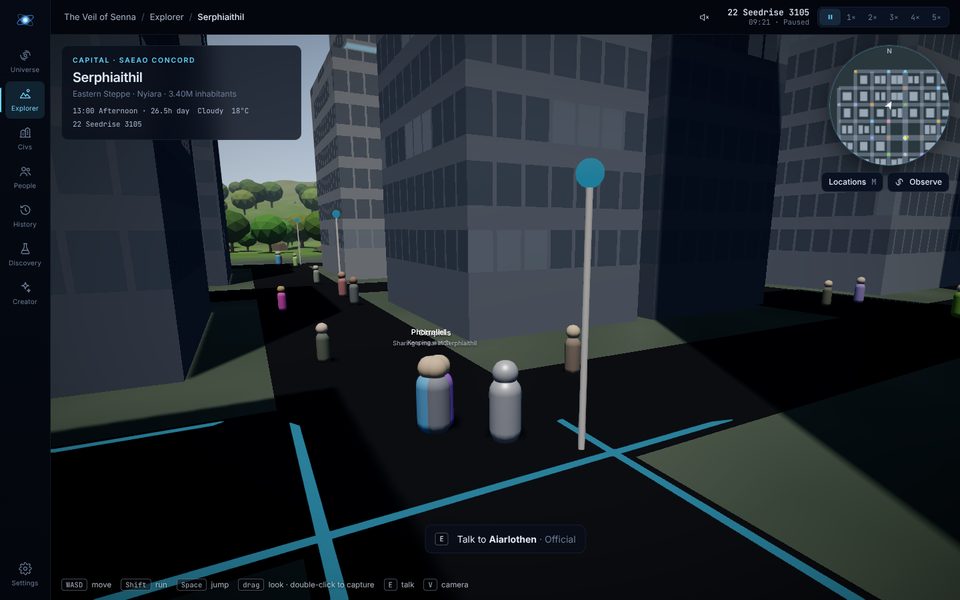 The Veil of Senna / Explorer / Serphiaithil
22 Seedrise 3105
09:21 · Paused
1× 2× 3× 4× 5×
Universe
Explorer
Civs
People
History
Discovery
Creator
Settings
CAPITAL · SAEAO CONCORD
Serphiaithil
Eastern Steppe · Nyiara · 3.40M inhabitants
13:00 Afternoon · 26.5h day Cloudy 18°C
22 Seedrise 3105
N
Locations M
Observe
E Talk to Aiarlothen · Official
WASD move Shift run Space jump drag look · double-click to capture E talk V camera